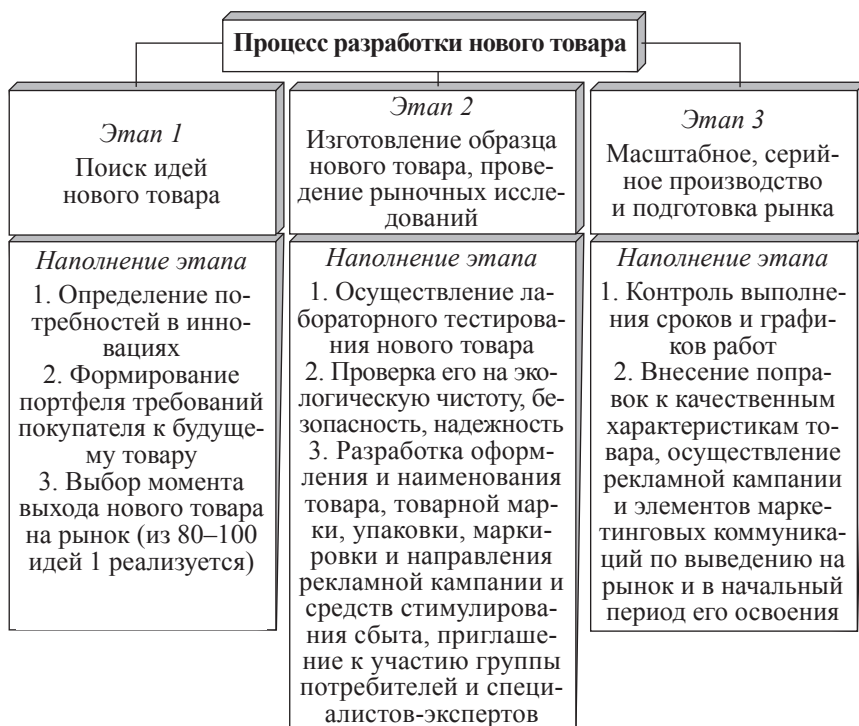 Процесс разработки нового товара
Этап 1
Поиск идей
нового товара
Этап 2
Изготовление образца
нового товара, прове-
дение рыночных иссле-
дований
Этап 3
Масштабное, серий-
ное производство
и подготовка рынка
Наполнение этапа
1. Определение по-
требностей в инно-
вациях
2. Формирование
портфеля требований
покупателя к будуще-
му товару
3. Выбор момента
выхода нового товара
на рынок (из 80–100
идей 1 реализуется)
Наполнение этапа
1. Осуществление ла-
бораторного тестирова-
ния нового товара
2. Проверка его на эко-
логическую чистоту, бе-
зопасность, надежность
3. Разработка оформ-
ления и наименования
товара, товарной мар-
ки, упаковки, марки-
ровки и направления
рекламной кампании и
средств стимулирова-
ния сбыта, приглаше-
ние к участию группы
потребителей и специ-
алистов-экспертов
Наполнение этапа
1. Контроль выполне-
ния сроков и графи-
ков работ
2. Внесение попра-
вок к качественным
характеристикам то-
вара, осуществление
рекламной кампании
и элементов марке-
тинговых коммуника-
ций по выведению на
рынок и в начальный
период его освоения